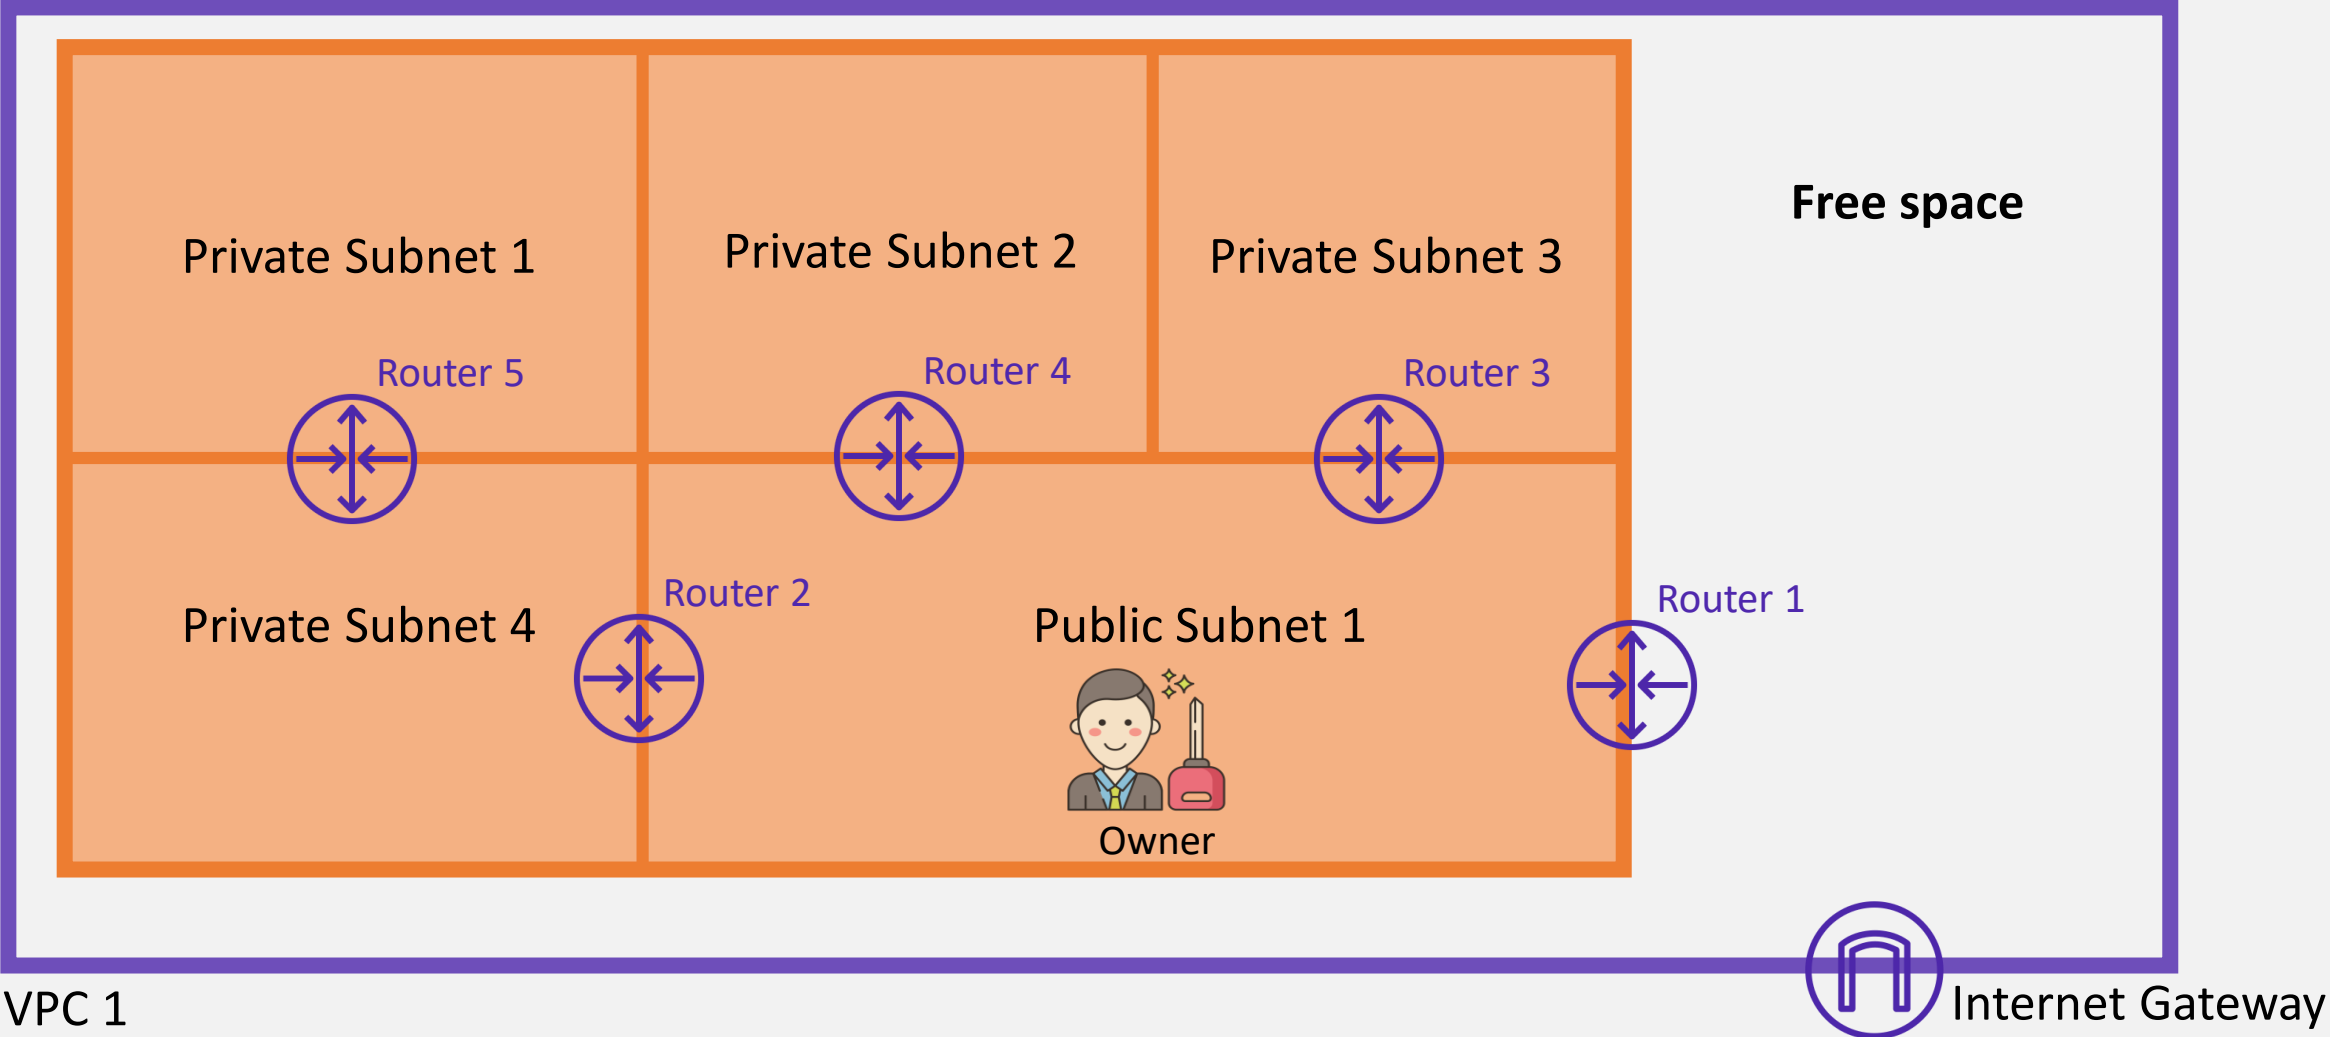 Free space
Private Subnet 1
Private Subnet 2
Private Subnet 3
Router 5
Router 4
Router 3
Private Subnet 4
Router 2
Public Subnet 1
Router 1
Owner
VPC 1
Internet Gateway